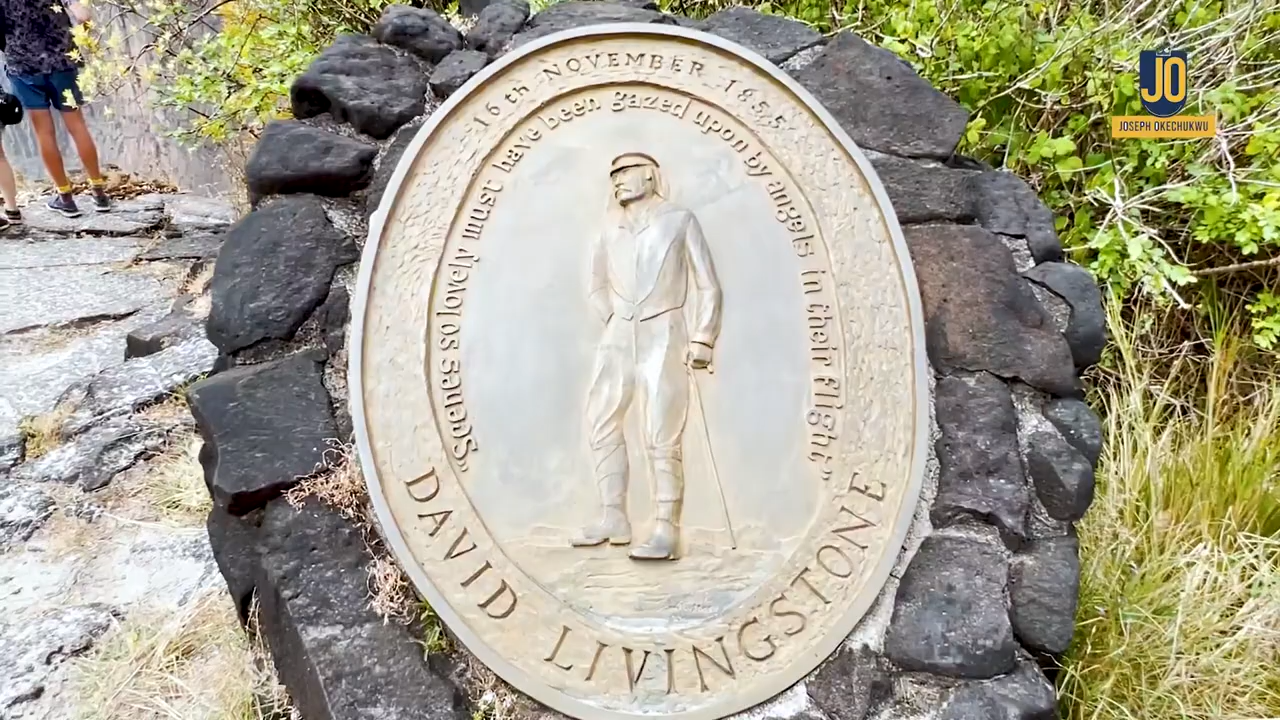 16th NOVEMBER 1855
"Scenes so lovely must have been gazed upon by angels in their flight"
DAVID LIVINGSTONE
JO
JOSEPH OKECHUKWU